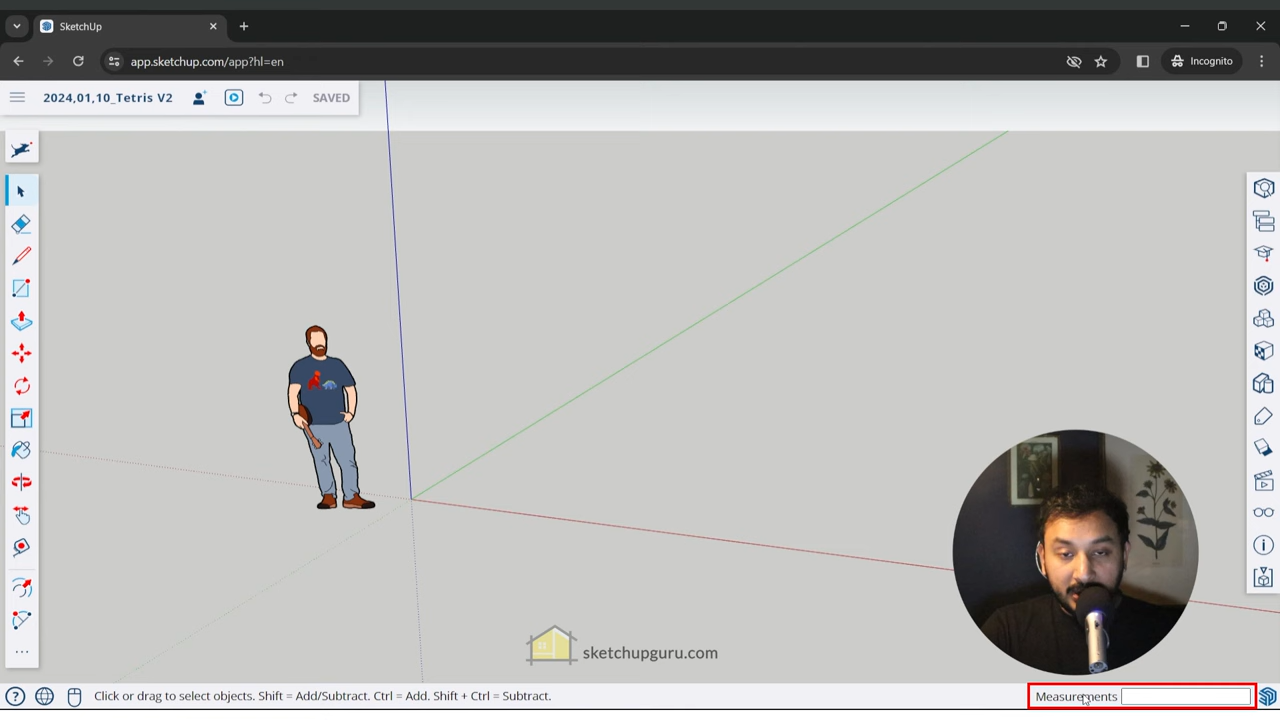 SketchUp
app.sketchup.com/app?hl=en
Incognito
2024,01,10_Tetris V2
SAVED
sketchupguru.com
Click or drag to select objects. Shift = Add/Subtract. Ctrl = Add. Shift + Ctrl = Subtract.
Measurements